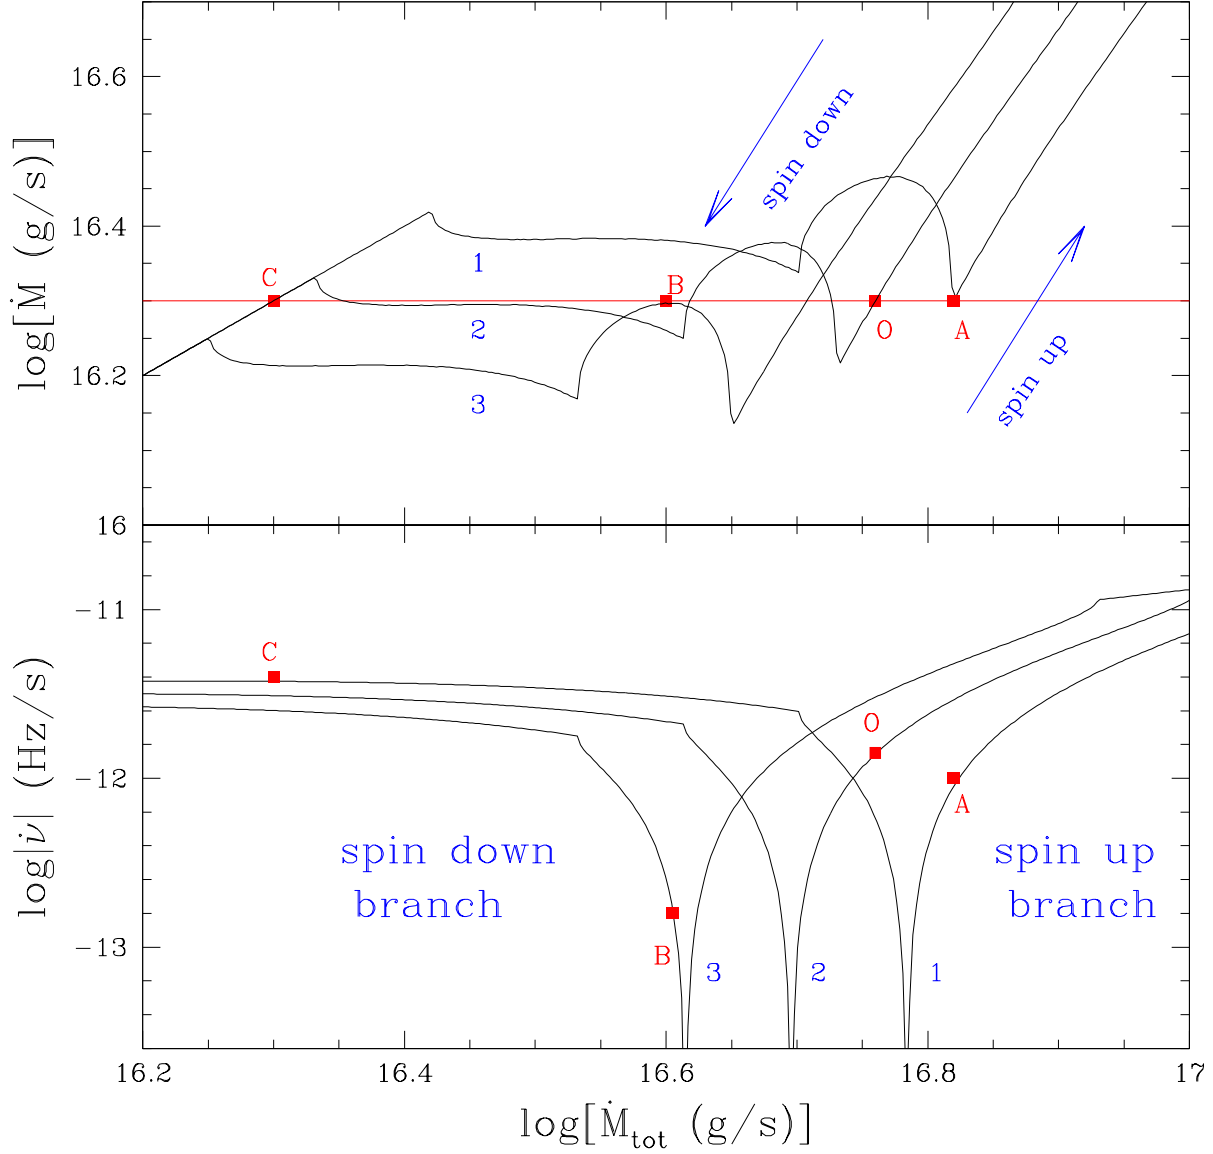 log[Ṁ (g/s)]
16.6
16.4
16.2
16
spin down
spin up
C
B
O
A
1
2
3
log|ν̇| (Hz/s)
−11
−12
−13
C
O
A
B
spin down
branch
spin up
branch
3
2
1
16.2
16.4
16.6
16.8
17
log[Ṁtot (g/s)]